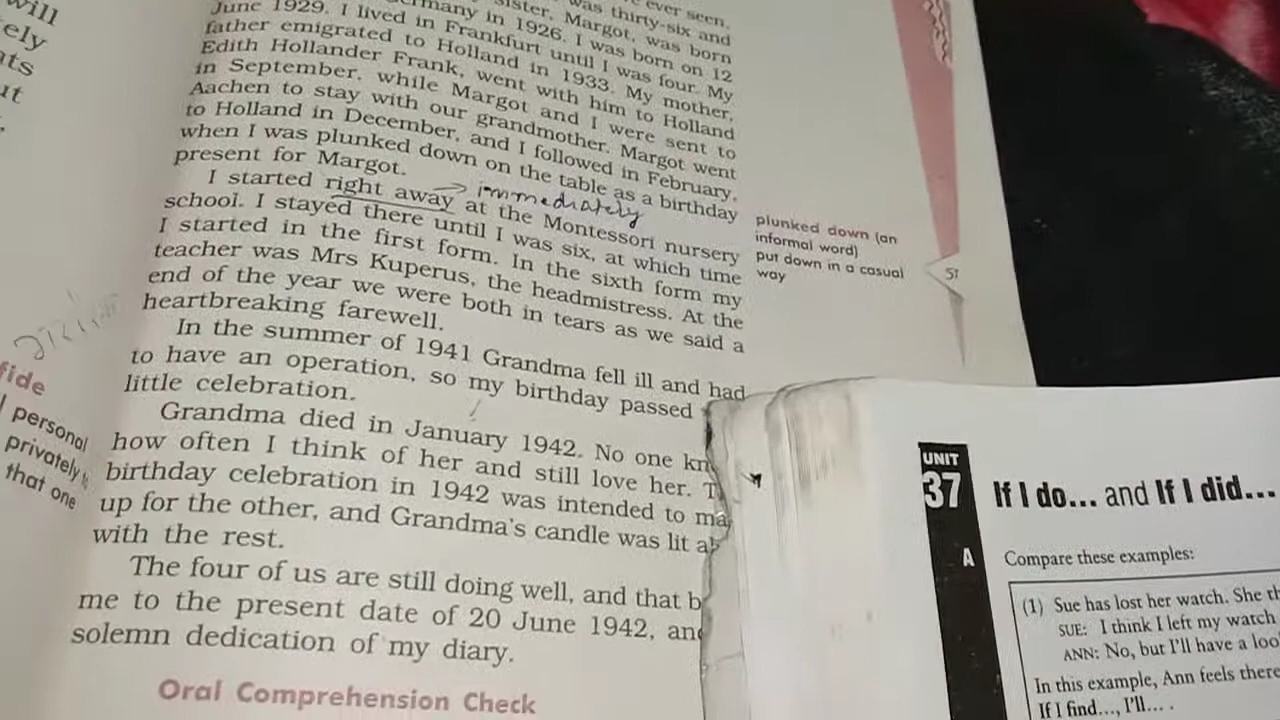 will
ely
ats
ut
ever seen,
was thirty-six and
sister, Margot, was born
Germany in 1926. I was born on 12
June 1929. I lived in Frankfurt until I was four. My
father emigrated to Holland in 1933. My mother,
Edith Hollander Frank, went with him to Holland
in September, while Margot and I were sent to
Aachen to stay with our grandmother. Margot went
to Holland in December, and I followed in February,
when I was plunked down on the table as a birthday
present for Margot.
immediately
I started right away at the Montessori nursery
school. I stayed there until I was six, at which time
I started in the first form. In the sixth form my
teacher was Mrs Kuperus, the headmistress. At the
end of the year we were both in tears as we said a
heartbreaking farewell.
In the summer of 1941 Grandma fell ill and had
to have an operation, so my birthday passed
little celebration.
Grandma died in January 1942. No one kn
how often I think of her and still love her. T
birthday celebration in 1942 was intended to ma
up for the other, and Grandma's candle was lit a
with the rest.
The four of us are still doing well, and that b
me to the present date of 20 June 1942, and
solemn dedication of my diary.
Oral Comprehension Check
plunked down (an
informal word)
put down in a casual
way
51
fide
personal
privately
that one
UNIT
37
If I do... and If I did...
A
Compare these examples:
(1) Sue has lost her watch. She th
SUE: I think I left my watch
ANN: No, but I'll have a loo
In this example, Ann feels there
If I find..., I'll... .